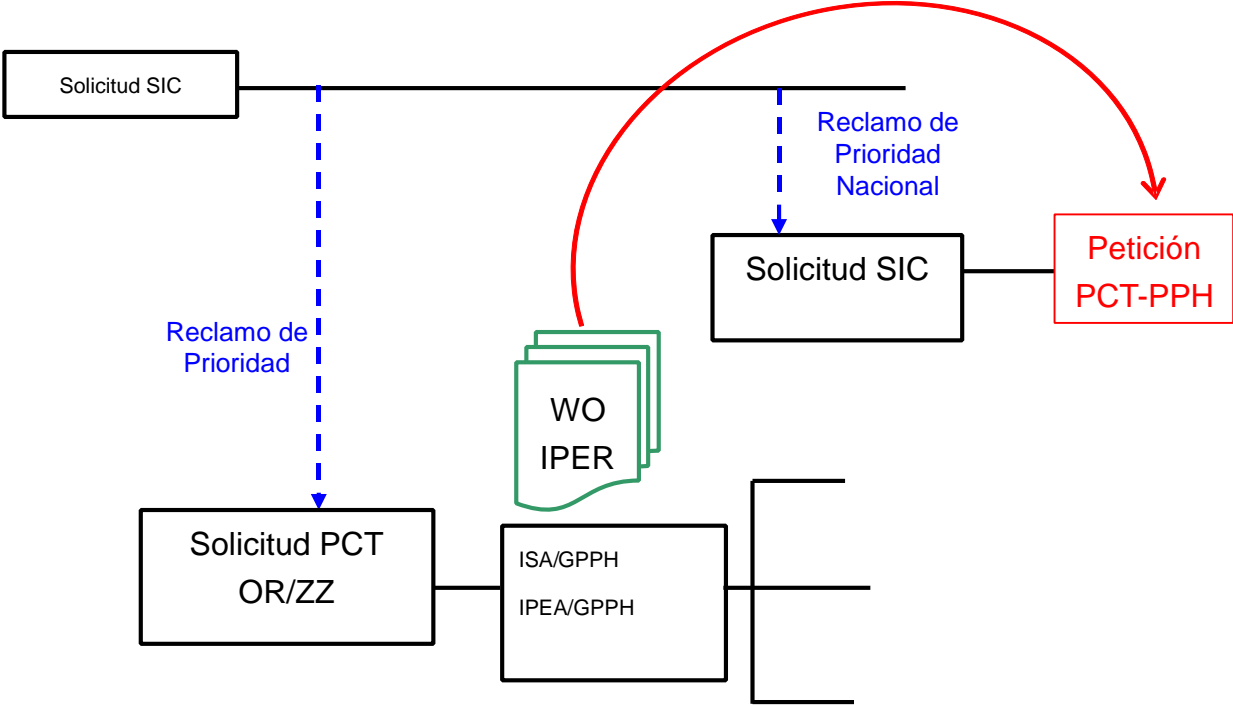 Solicitud SIC
Reclamo de
Prioridad
Nacional
Solicitud SIC
Petición
PCT-PPH
Reclamo de
Prioridad
WO
IPER
Solicitud PCT
OR/ZZ
ISA/GPPH
IPEA/GPPH